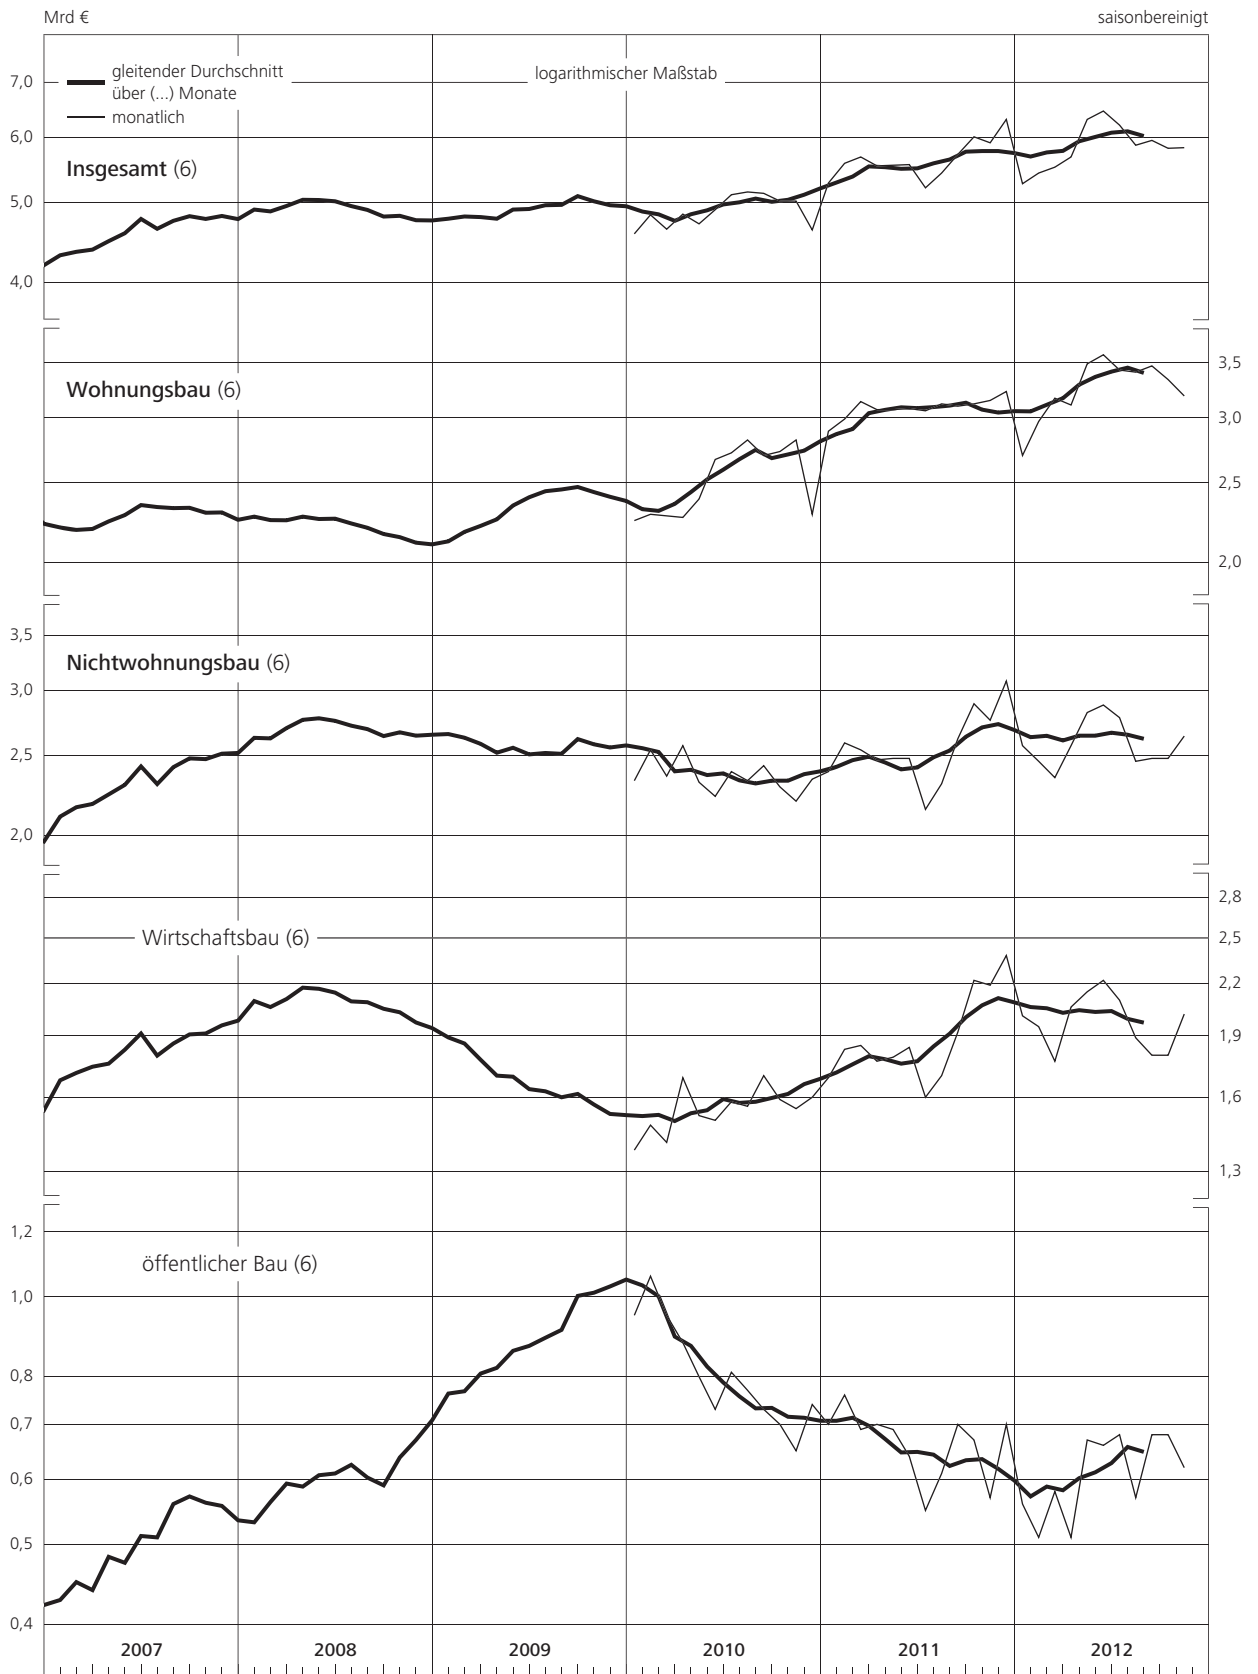 Mrd €
saisonbereinigt
gleitender Durchschnitt
über (...) Monate
monatlich
logarithmischer Maßstab
7,0
6,0
Insgesamt (6)
5,0
4,0
3,5
Wohnungsbau (6)
3,0
2,5
2,0
3,5
Nichtwohnungsbau (6)
3,0
2,5
2,0
2,8
Wirtschaftsbau (6)
2,5
2,2
1,9
1,6
1,3
1,2
öffentlicher Bau (6)
1,0
0,8
0,7
0,6
0,5
0,4
2007 2008 2009 2010 2011 2012